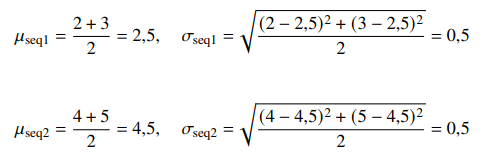 μseq1 = (2 + 3)/2 = 2,5, σseq1 = √(((2 − 2,5)² + (3 − 2,5)²)/2) = 0,5
μseq2 = (4 + 5)/2 = 4,5, σseq2 = √(((4 − 4,5)² + (5 − 4,5)²)/2) = 0,5